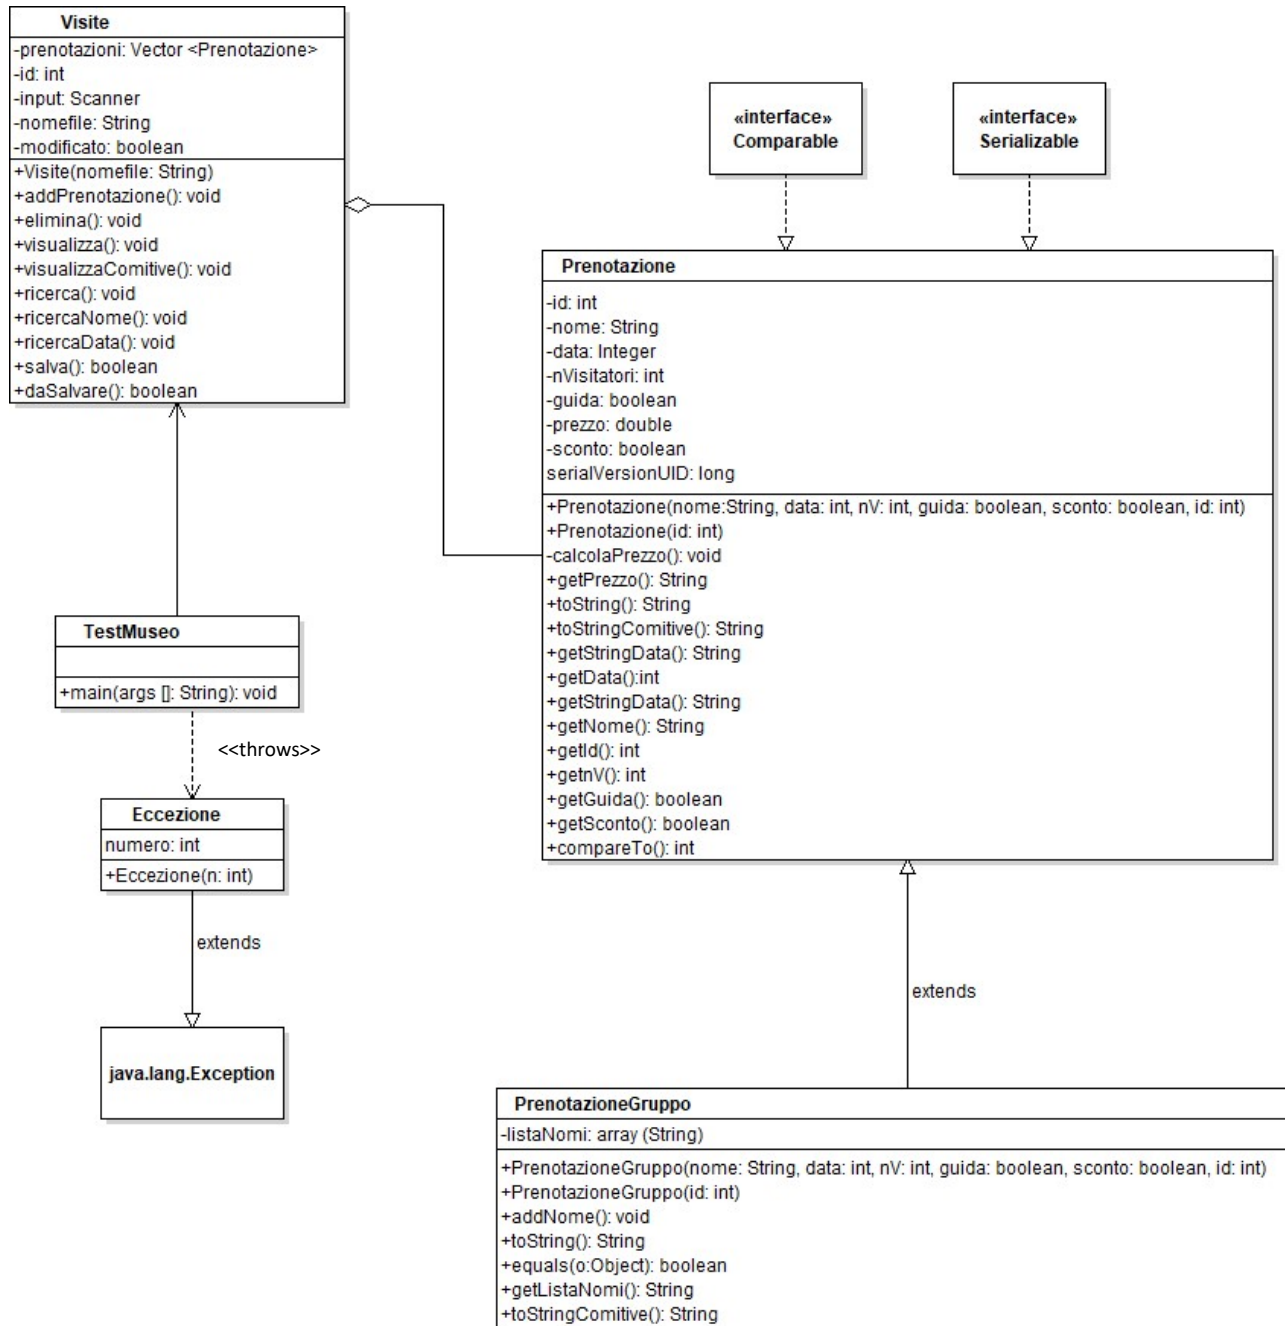 Visite
-prenotazioni: Vector <Prenotazione>
-id: int
-input: Scanner
-nomefile: String
-modificato: boolean
+Visite(nomefile: String)
+addPrenotazione(): void
+elimina(): void
+visualizza(): void
+visualizzaComitive(): void
+ricerca(): void
+ricercaNome(): void
+ricercaData(): void
+salva(): boolean
+daSalvare(): boolean
«interface»
Comparable
«interface»
Serializable
Prenotazione
-id: int
-nome: String
-data: Integer
-nVisitatori: int
-guida: boolean
-prezzo: double
-sconto: boolean
serialVersionUID: long
+Prenotazione(nome:String, data: int, nV: int, guida: boolean, sconto: boolean, id: int)
+Prenotazione(id: int)
-calcolaPrezzo(): void
+getPrezzo(): String
+toString(): String
+toStringComitive(): String
+getStringData(): String
+getData():int
+getStringData(): String
+getNome(): String
+getId(): int
+getnV(): int
+getGuida(): boolean
+getSconto(): boolean
+compareTo(): int
TestMuseo
+main(args []: String): void
<<throws>>
Eccezione
numero: int
+Eccezione(n: int)
extends
java.lang.Exception
extends
PrenotazioneGruppo
-listaNomi: array (String)
+PrenotazioneGruppo(nome: String, data: int, nV: int, guida: boolean, sconto: boolean, id: int)
+PrenotazioneGruppo(id: int)
+addNome(): void
+toString(): String
+equals(o:Object): boolean
+getListaNomi(): String
+toStringComitive(): String